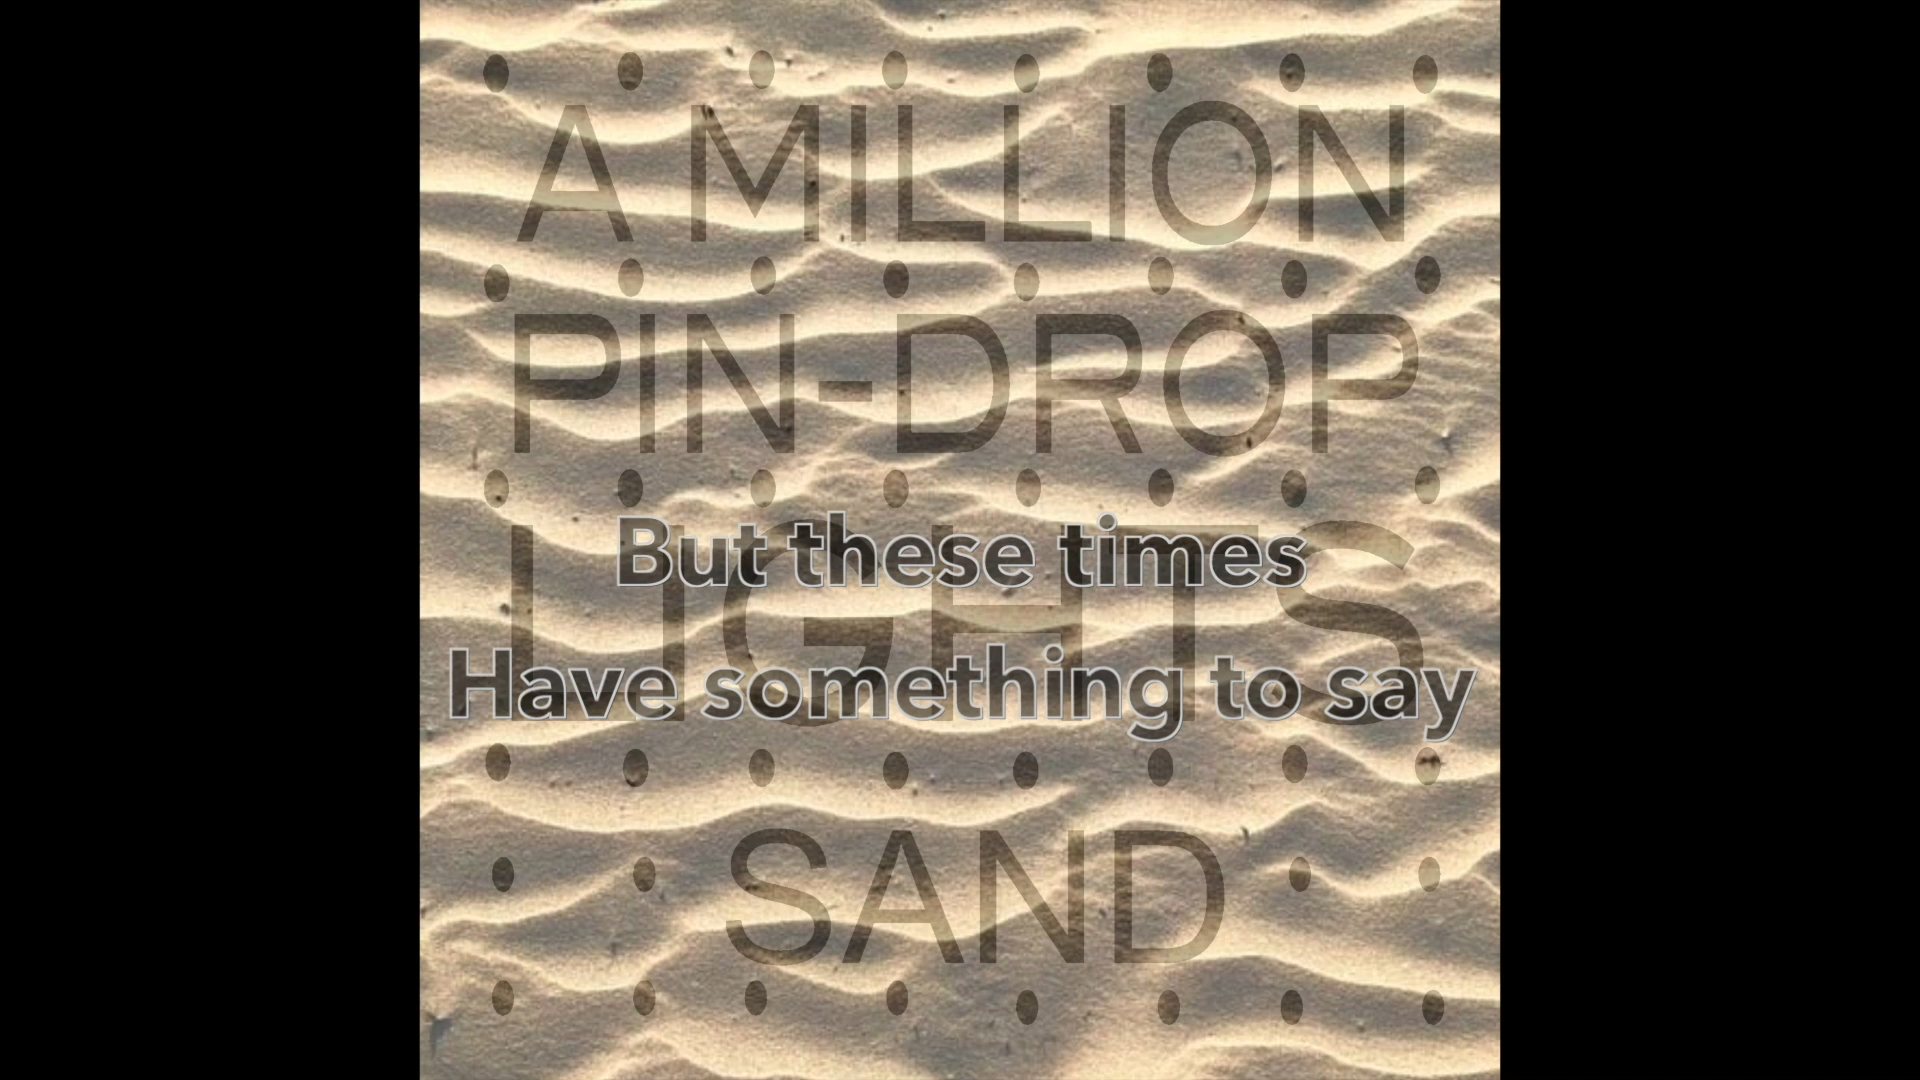 A MILLION
PIN-DROP
LIGHTS
But these times
Have something to say
SAND